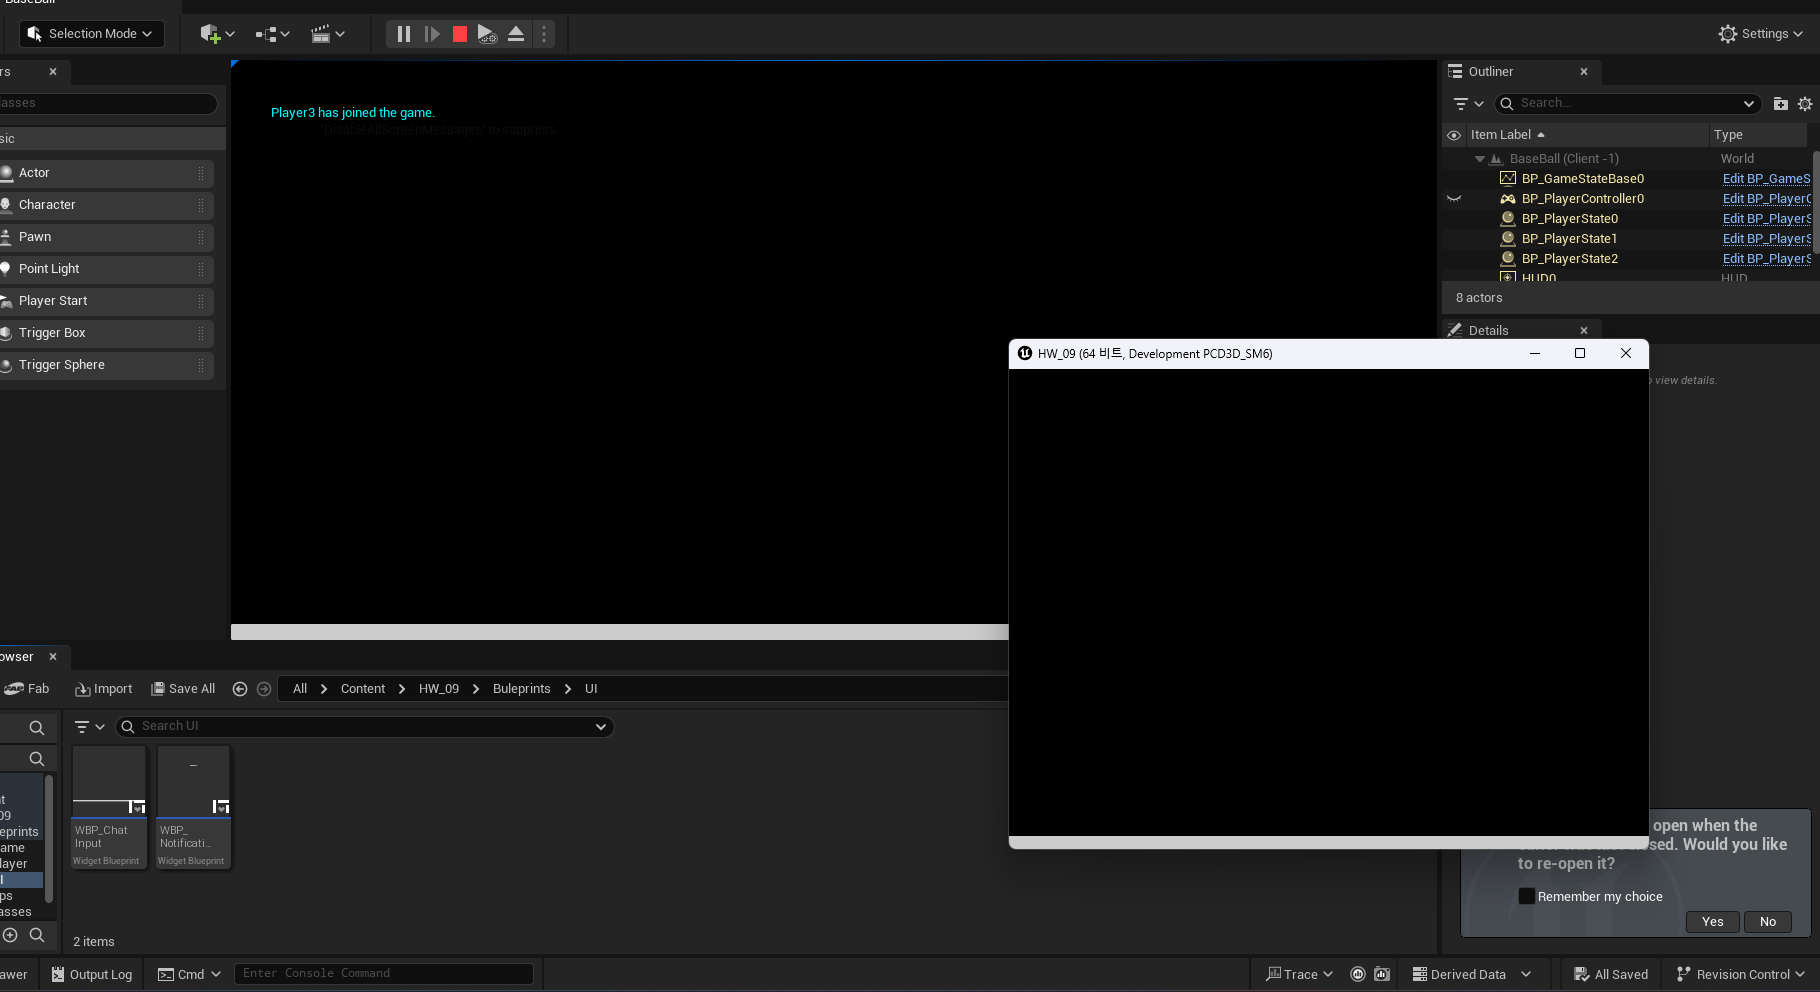 BaseBall
Selection Mode
Settings
rs
asses
sic
Actor
Character
Pawn
Point Light
Player Start
Trigger Box
Trigger Sphere
Player3 has joined the game.
'DisableAllScreenMessages' to suppress
Outliner
Search...
Item Label
Type
BaseBall (Client -1)
World
BP_GameStateBase0
Edit BP_GameS
BP_PlayerController0
Edit BP_PlayerC
BP_PlayerState0
Edit BP_PlayerS
BP_PlayerState1
Edit BP_PlayerS
BP_PlayerState2
Edit BP_PlayerS
HUD0
HUD
8 actors
Details
view details.
HW_09 (64 비트, Development PCD3D_SM6)
owser
Fab
Import
Save All
All
Content
HW_09
Buleprints
UI
Search UI
t
09
eprints
ame
layer
I
ps
asses
WBP_Chat
Input
Widget Blueprint
WBP_
Notificati...
Widget Blueprint
2 items
open when the
sed. Would you like
to re-open it?
Remember my choice
Yes
No
awer
Output Log
Cmd
Enter Console Command
Trace
Derived Data
All Saved
Revision Control